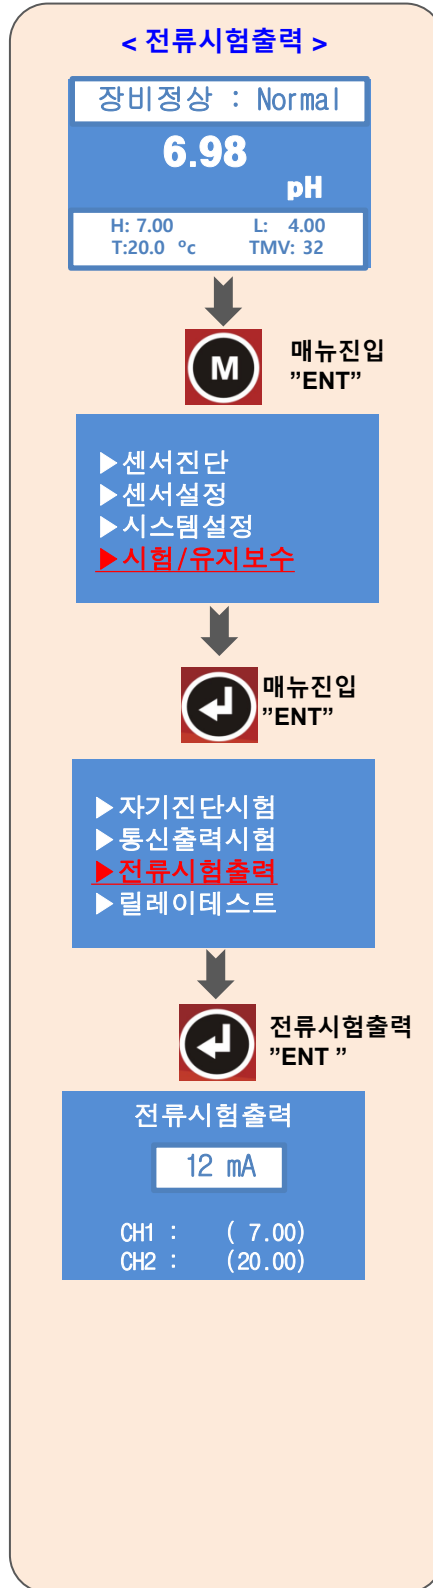 < 전류시험출력 >
장비정상 : Normal
6.98
pH
H: 7.00 L: 4.00
T:20.0 ºc TMV: 32
M
매뉴진입
”ENT”
▶센서진단
▶센서설정
▶시스템설정
▶시험/유지보수
매뉴진입
”ENT”
▶자기진단시험
▶통신출력시험
▶전류시험출력
▶릴레이테스트
전류시험출력
”ENT ”
전류시험출력
12 mA
CH1 : ( 7.00)
CH2 : (20.00)